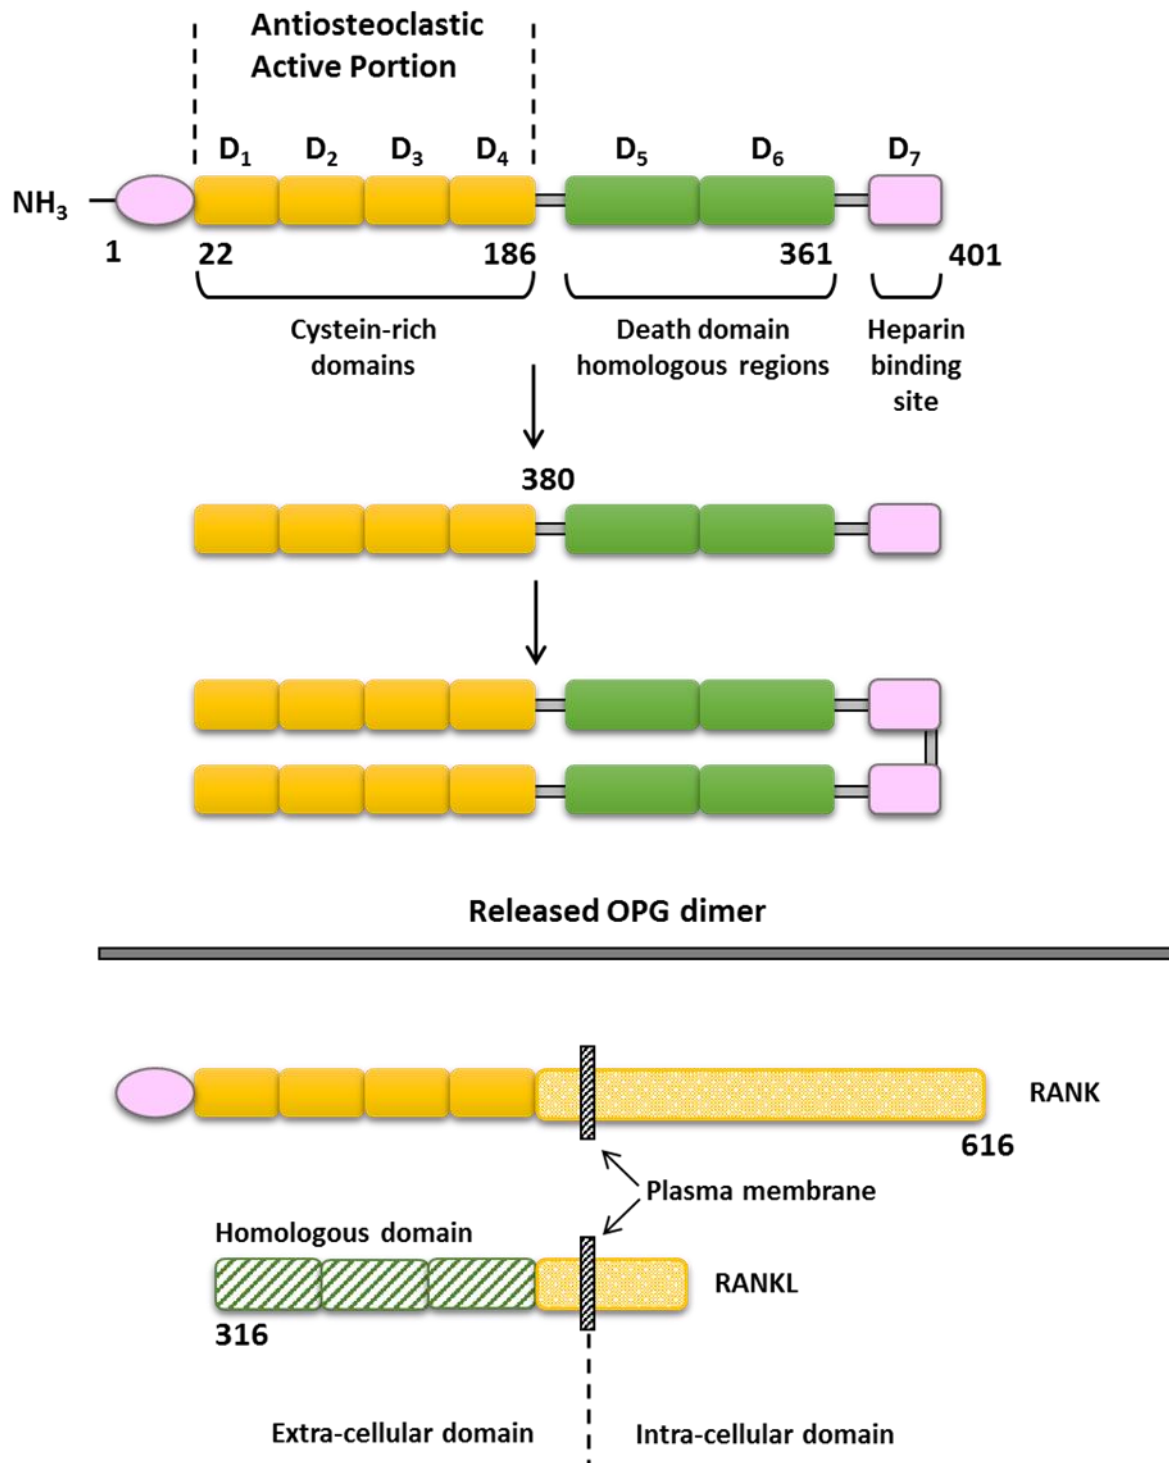 Antiosteoclastic
Active Portion
D₁ D₂ D₃ D₄ D₅ D₆ D₇
NH₃
1 22 186 361 401
Cystein-rich
domains
Death domain
homologous regions
Heparin
binding
site
380
Released OPG dimer
RANK
616
Plasma membrane
Homologous domain
RANKL
316
Extra-cellular domain Intra-cellular domain